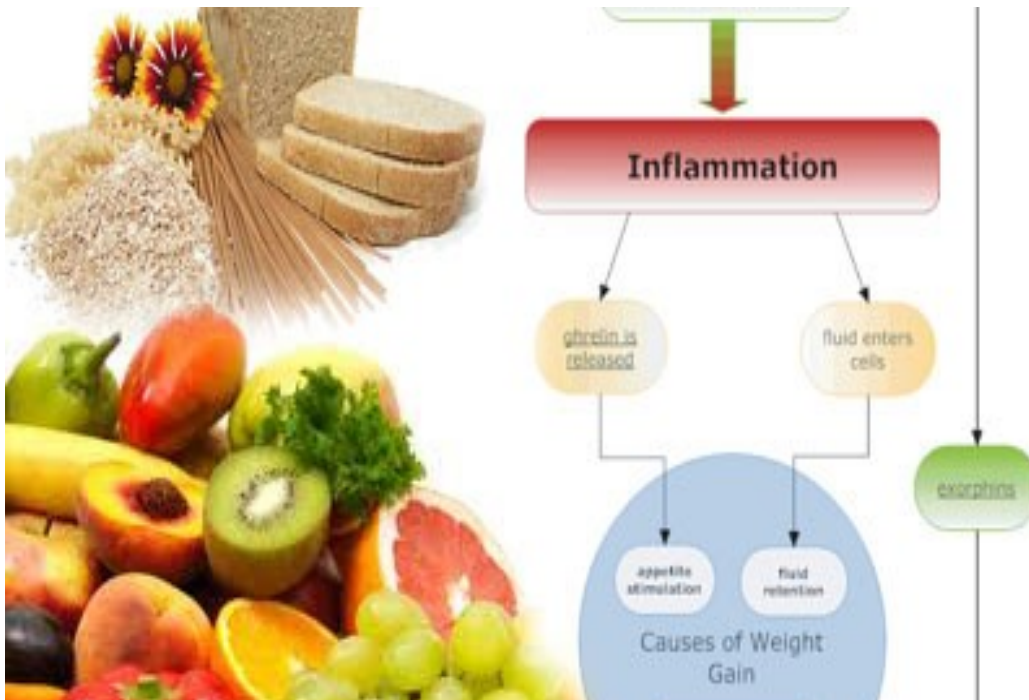 Inflammation
ghrelin is
released
fluid enters
cells
exorphins
appetite
stimulation
fluid
retention
Causes of Weight
Gain